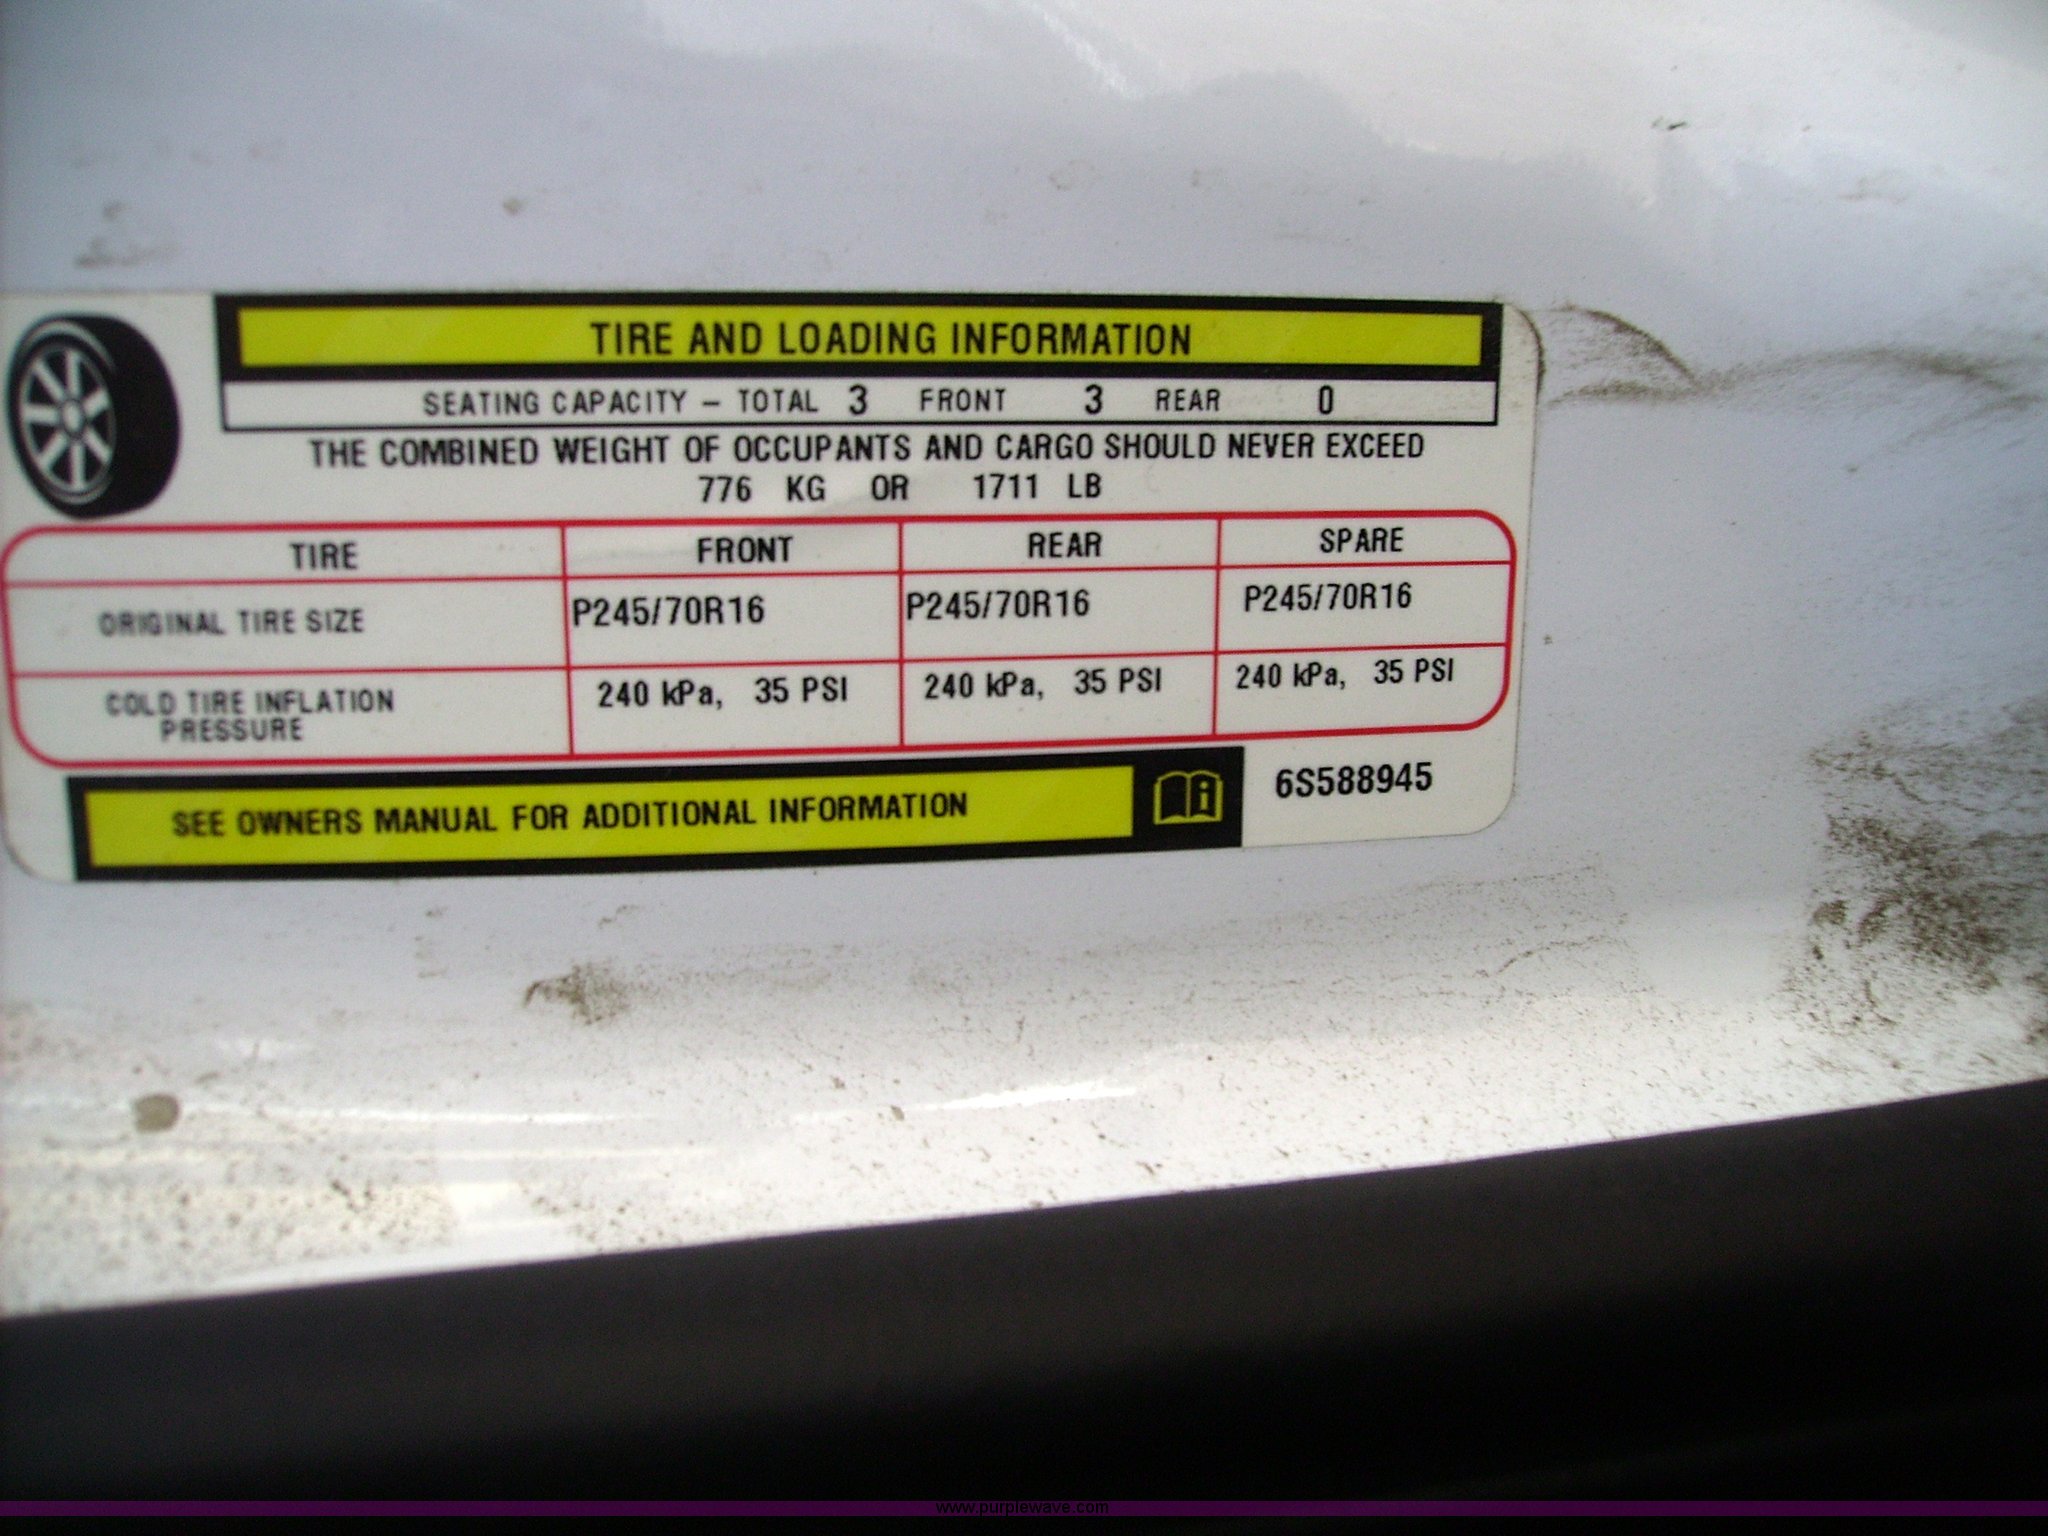 TIRE AND LOADING INFORMATION
SEATING CAPACITY – TOTAL 3 FRONT 3 REAR 0
THE COMBINED WEIGHT OF OCCUPANTS AND CARGO SHOULD NEVER EXCEED
776 KG OR 1711 LB
TIRE FRONT REAR SPARE
ORIGINAL TIRE SIZE P245/70R16 P245/70R16 P245/70R16
COLD TIRE INFLATION PRESSURE 240 kPa, 35 PSI 240 kPa, 35 PSI 240 kPa, 35 PSI
SEE OWNERS MANUAL FOR ADDITIONAL INFORMATION 6S588945
www.purplewave.com